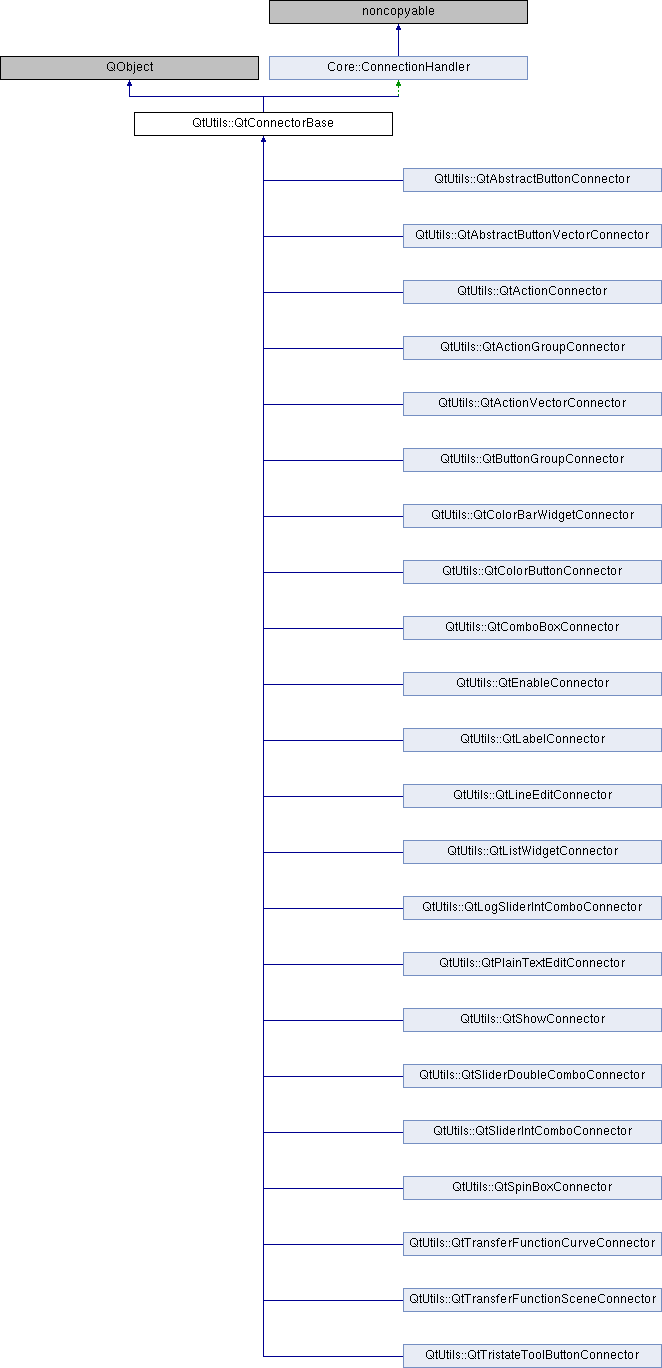 noncopyable
QObject
Core::ConnectionHandler
QtUtils::QtConnectorBase
QtUtils::QtAbstractButtonConnector
QtUtils::QtAbstractButtonVectorConnector
QtUtils::QtActionConnector
QtUtils::QtActionGroupConnector
QtUtils::QtActionVectorConnector
QtUtils::QtButtonGroupConnector
QtUtils::QtColorBarWidgetConnector
QtUtils::QtColorButtonConnector
QtUtils::QtComboBoxConnector
QtUtils::QtEnableConnector
QtUtils::QtLabelConnector
QtUtils::QtLineEditConnector
QtUtils::QtListWidgetConnector
QtUtils::QtLogSliderIntComboConnector
QtUtils::QtPlainTextEditConnector
QtUtils::QtShowConnector
QtUtils::QtSliderDoubleComboConnector
QtUtils::QtSliderIntComboConnector
QtUtils::QtSpinBoxConnector
QtUtils::QtTransferFunctionCurveConnector
QtUtils::QtTransferFunctionSceneConnector
QtUtils::QtTristateToolButtonConnector